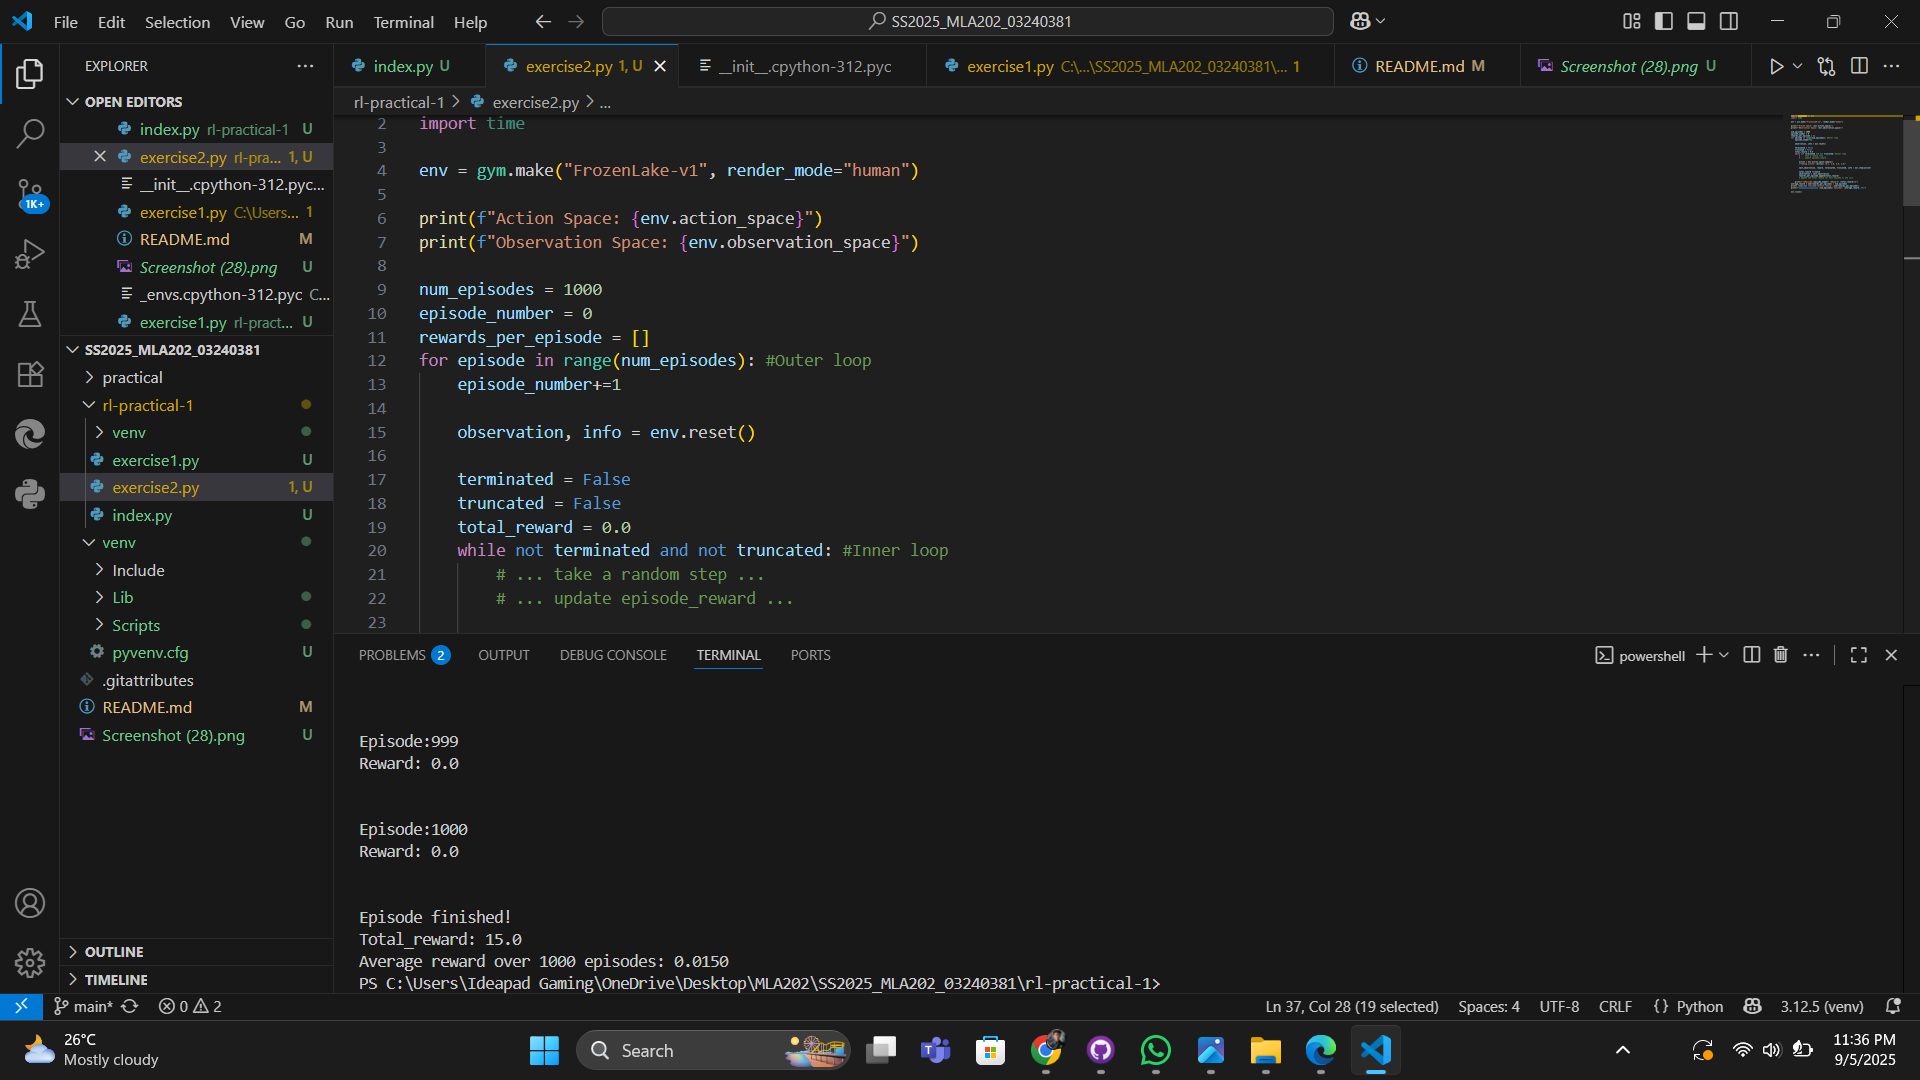 File Edit Selection View Go Run Terminal Help
SS2025_MLA202_03240381
EXPLORER
OPEN EDITORS
index.py rl-practical-1 U
exercise2.py rl-pra... 1, U
__init__.cpython-312.pyc...
exercise1.py C:\Users... 1
README.md M
Screenshot (28).png U
_envs.cpython-312.pyc C...
exercise1.py rl-pract... U
SS2025_MLA202_03240381
practical
rl-practical-1
venv
exercise1.py U
exercise2.py 1, U
index.py U
venv
Include
Lib
Scripts
pyvenv.cfg U
.gitattributes
README.md M
Screenshot (28).png U
OUTLINE
TIMELINE
1K+
index.py U
exercise2.py 1, U
__init__.cpython-312.pyc
exercise1.py C:\...\SS2025_MLA202_03240381\... 1
README.md M
Screenshot (28).png U
rl-practical-1 > exercise2.py > ...
2 import time
3
4 env = gym.make("FrozenLake-v1", render_mode="human")
5
6 print(f"Action Space: {env.action_space}")
7 print(f"Observation Space: {env.observation_space}")
8
9 num_episodes = 1000
10 episode_number = 0
11 rewards_per_episode = []
12 for episode in range(num_episodes): #Outer loop
13 episode_number+=1
14
15 observation, info = env.reset()
16
17 terminated = False
18 truncated = False
19 total_reward = 0.0
20 while not terminated and not truncated: #Inner loop
21 # ... take a random step ...
22 # ... update episode_reward ...
23
PROBLEMS 2 OUTPUT DEBUG CONSOLE TERMINAL PORTS
powershell
Episode:999
Reward: 0.0
Episode:1000
Reward: 0.0
Episode finished!
Total_reward: 15.0
Average reward over 1000 episodes: 0.0150
PS C:\Users\Ideapad Gaming\OneDrive\Desktop\MLA202\SS2025_MLA202_03240381\rl-practical-1>
main* 0 2
Ln 37, Col 28 (19 selected) Spaces: 4 UTF-8 CRLF {} Python 3.12.5 (venv)
26°C
Mostly cloudy
Search
11:36 PM
9/5/2025